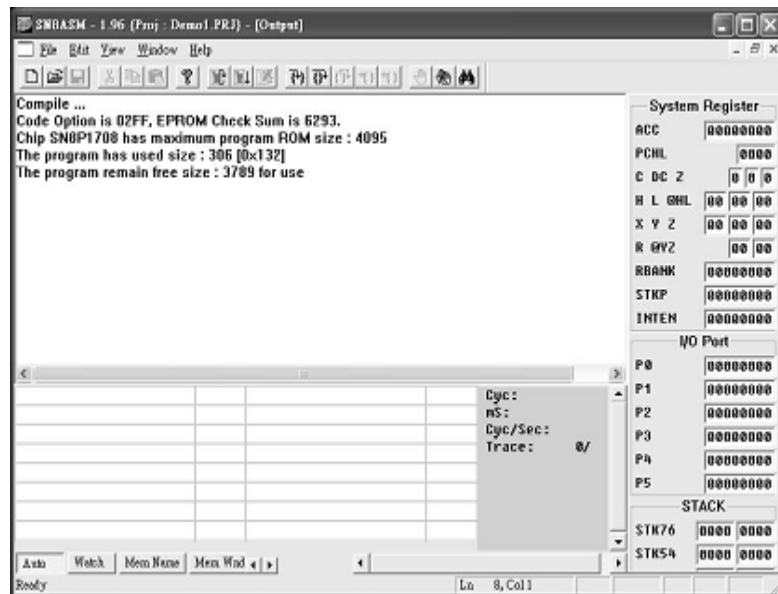 SN8ASM - 1.96 {Proj : Demo1.PRJ} - [Output]
File Edit View Window Help
Compile ...
Code Option is 02FF, EPROM Check Sum is 6293.
Chip SN8P1708 has maximum program ROM size : 4095
The program has used size : 306 [0x132]
The program remain free size : 3789 for use
System Register
ACC 00000000
PCHL 0000
C DC Z 0 0 0
H L @HL 00 00 00
X Y Z 00 00 00
R @YZ 00 00
RBANK 00000000
STKP 00000000
INTEN 00000000
I/O Port
P0 00000000
P1 00000000
P2 00000000
P3 00000000
P4 00000000
P5 00000000
STACK
STK76 0000 0000
STK54 0000 0000
Cyc:
mS:
Cyc/Sec:
Trace: 0/
Auto Watch Mem Name Mem Wnd
Ready
Ln 8, Col 1